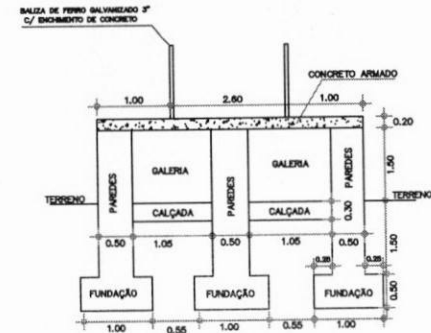 BALIZA DE FERRO GALVANIZADO 3"
C/ ENCHIMENTO DE CONCRETO
CONCRETO ARMADO
1.00
2.60
1.00
0.20
PAREDES
GALERIA
PAREDES
GALERIA
PAREDES
1.50
TERRENO
TERRENO
CALÇADA
CALÇADA
0.30
0.50
1.05
0.50
1.05
0.50
1.50
0.25
0.25
FUNDAÇÃO
FUNDAÇÃO
FUNDAÇÃO
0.50
1.00
0.55
1.00
0.55
1.00